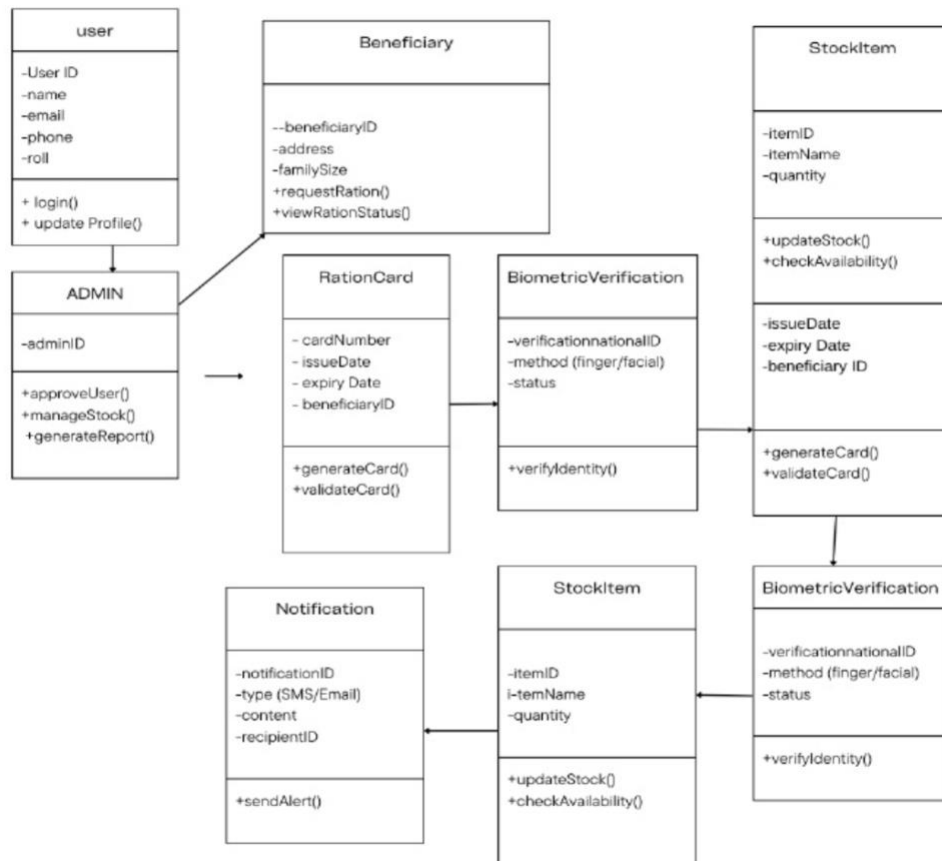 user
-User ID
-name
-email
-phone
-roll
+ login()
+ update Profile()
Beneficiary
--beneficiaryID
-address
-familySize
+requestRation()
+viewRationStatus()
StockItem
-itemID
-itemName
-quantity
+updateStock()
+checkAvailability()
-issueDate
-expiry Date
-beneficiary ID
+generateCard()
+validateCard()
ADMIN
-adminID
+approveUser()
+manageStock()
+generateReport()
RationCard
- cardNumber
- issueDate
- expiry Date
- beneficiaryID
+generateCard()
+validateCard()
BiometricVerification
-verificationnationalID
-method (finger/facial)
-status
+verifyIdentity()
Notification
-notificationID
-type (SMS/Email)
-content
-recipientID
+sendAlert()
StockItem
-itemID
i-temName
-quantity
+updateStock()
+checkAvailability()
BiometricVerification
-verificationnationalID
-method (finger/facial)
-status
+verifyIdentity()